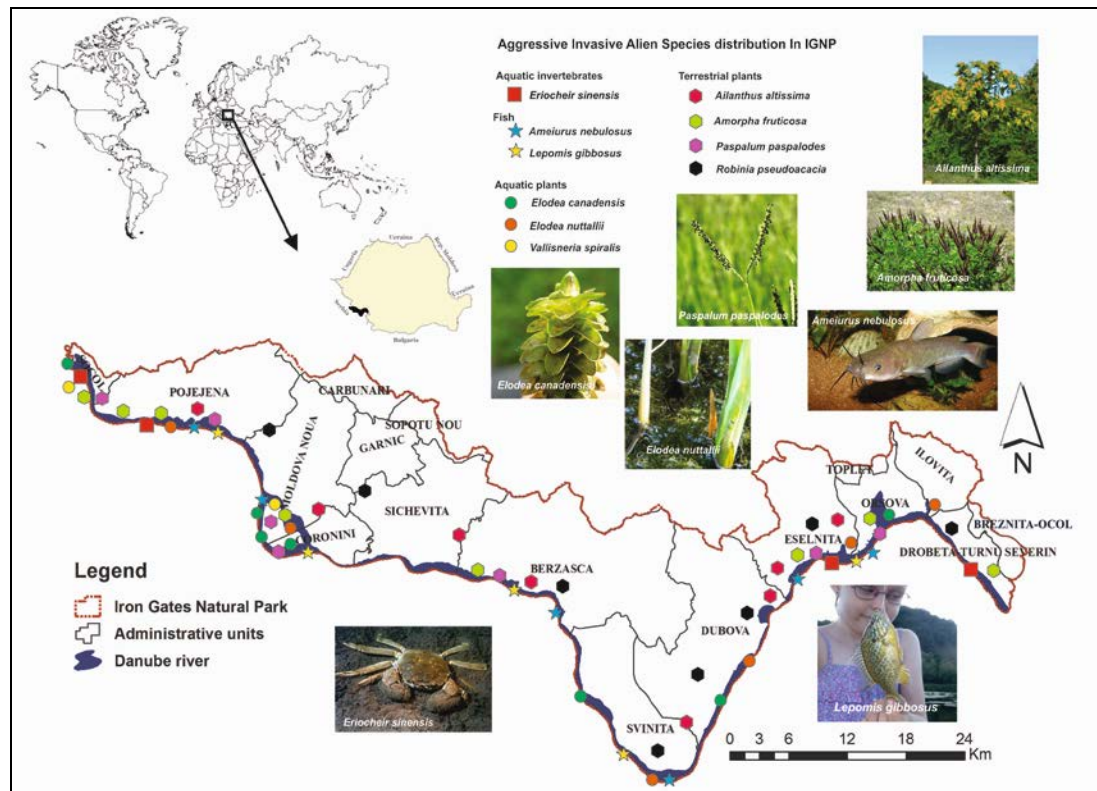 Aggressive Invasive Alien Species distribution In IGNP
Aquatic invertebrates
Eriocheir sinensis
Fish
Ameiurus nebulosus
Lepomis gibbosus
Aquatic plants
Elodea canadensis
Elodea nuttallii
Vallisneria spiralis
Terrestrial plants
Ailanthus altissima
Amorpha fruticosa
Paspalum paspalodes
Robinia pseudoacacia
Ailanthus altissima
Amorpha fruticosa
Paspalum paspalodes
Ameiurus nebulosus
Elodea canadensis
Elodea nuttallii
Ucraina
Rep. Moldova
Ungaria
Ucraina
Serbia
Bulgaria
POJEJENA
CARBUNARI
SOPOTU NOU
GARNIC
MOLDOVA NOUA
SICHEVITA
CORONINI
BERZASCA
SVINITA
DUBOVA
ESELNITA
TOPLET
ORSOVA
ILOVITA
BREZNITA-OCOL
DROBETA-TURNU SEVERIN
N
Legend
Iron Gates Natural Park
Administrative units
Danube river
Eriocheir sinensis
Lepomis gibbosus
0 3 6 12 18 24
Km